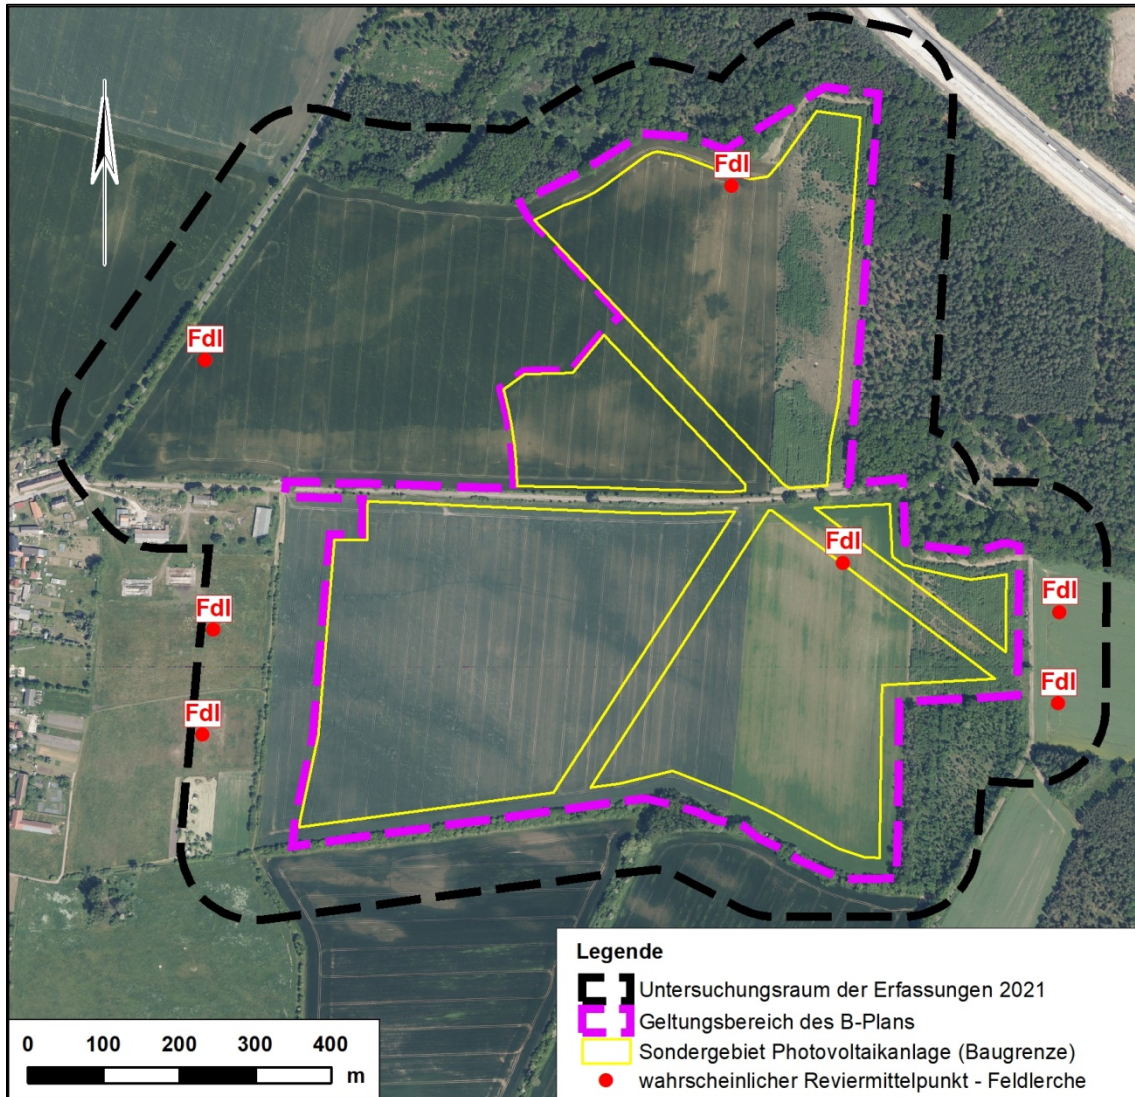 Fdl
Fdl
Fdl
Fdl
Fdl
Fdl
Fdl
Legende
Untersuchungsraum der Erfassungen 2021
Geltungsbereich des B-Plans
Sondergebiet Photovoltaikanlage (Baugrenze)
wahrscheinlicher Reviermittelpunkt - Feldlerche
0 100 200 300 400
m